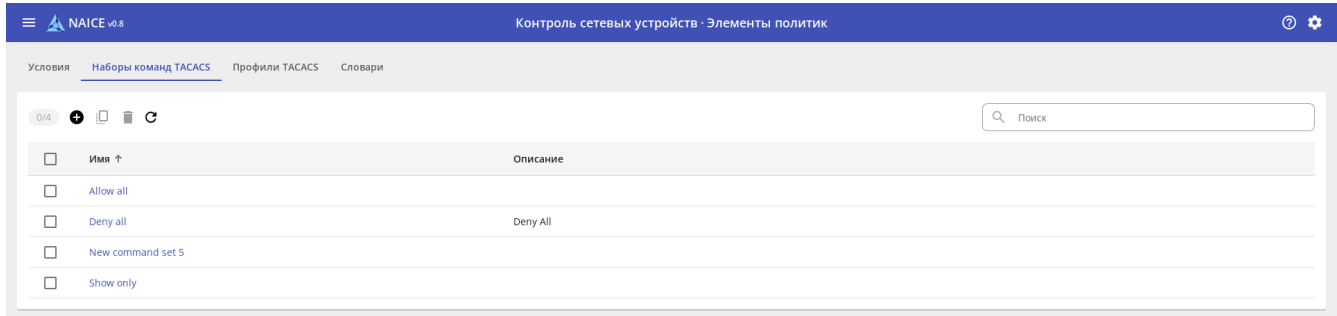 NAICE v0.8 Контроль сетевых устройств · Элементы политик
Условия Наборы команд TACACS Профили TACACS Словари
0/4 Поиск
Имя ↑ Описание
Allow all
Deny all Deny All
New command set 5
Show only